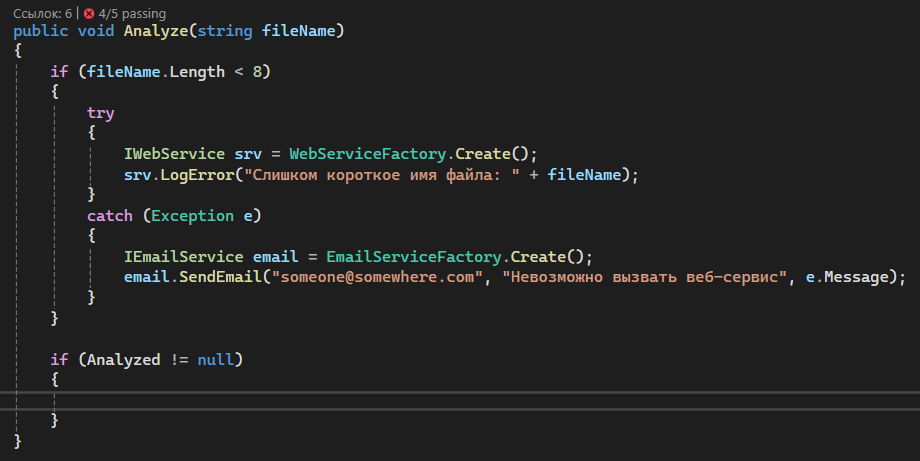 Ссылок: 6 | 4/5 passing
public void Analyze(string fileName)
{
if (fileName.Length < 8)
{
try
{
IWebService srv = WebServiceFactory.Create();
srv.LogError("Слишком короткое имя файла: " + fileName);
}
catch (Exception e)
{
IEmailService email = EmailServiceFactory.Create();
email.SendEmail("someone@somewhere.com", "Невозможно вызвать веб-сервис", e.Message);
}
}
if (Analyzed != null)
{
}
}